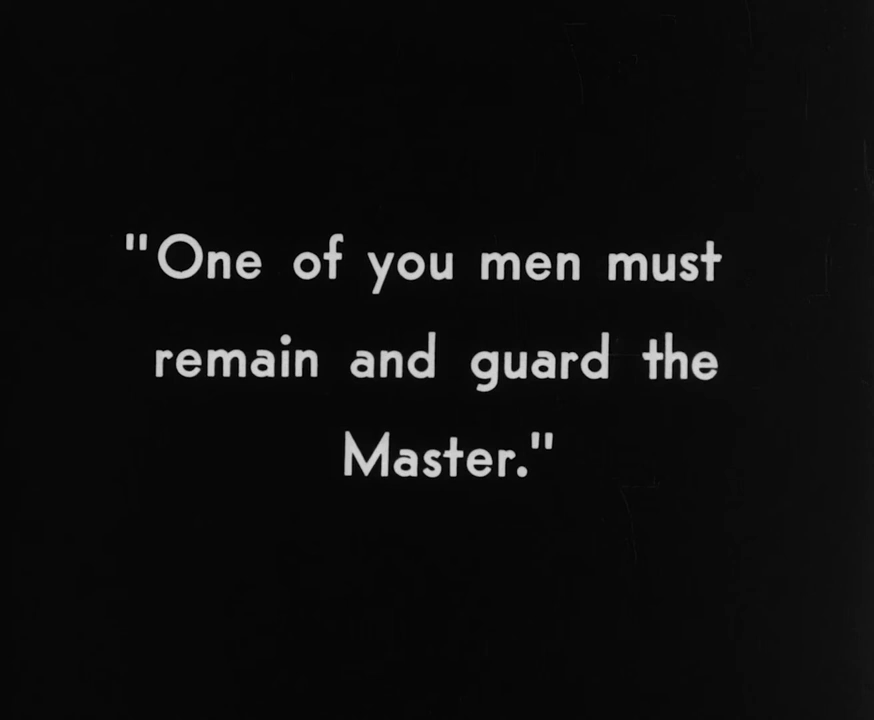 "One of you men must
remain and guard the
Master."